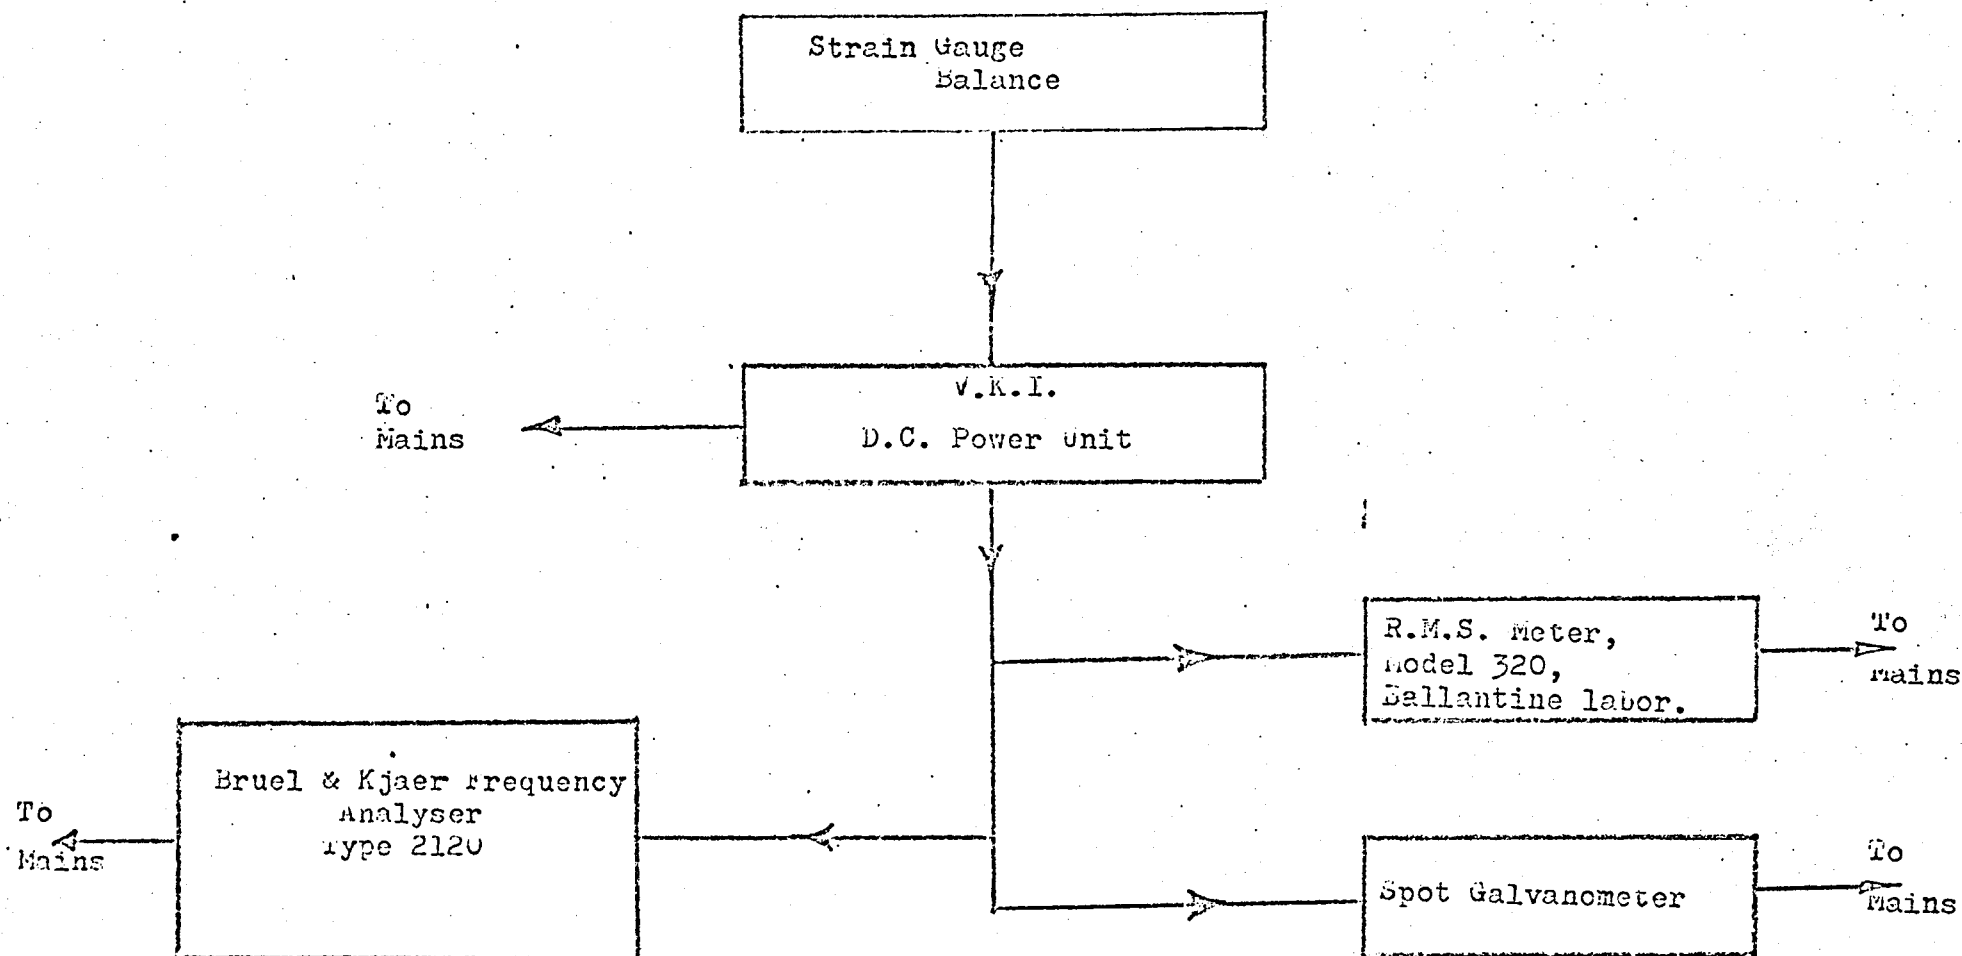 Strain Gauge
Balance
V.K.I.
D.C. Power Unit
To
Mains
R.M.S. Meter,
Model 320,
Ballantine labor.
To
Mains
Bruel & Kjaer Frequency
Analyser
Type 2120
To
Mains
Spot Galvanometer
To
Mains